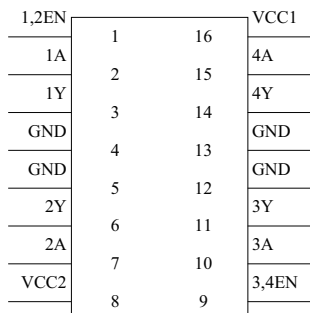 1,2EN VCC1
1 16
1A 4A
2 15
1Y 4Y
3 14
GND GND
4 13
GND GND
5 12
2Y 3Y
6 11
2A 3A
7 10
VCC2 3,4EN
8 9